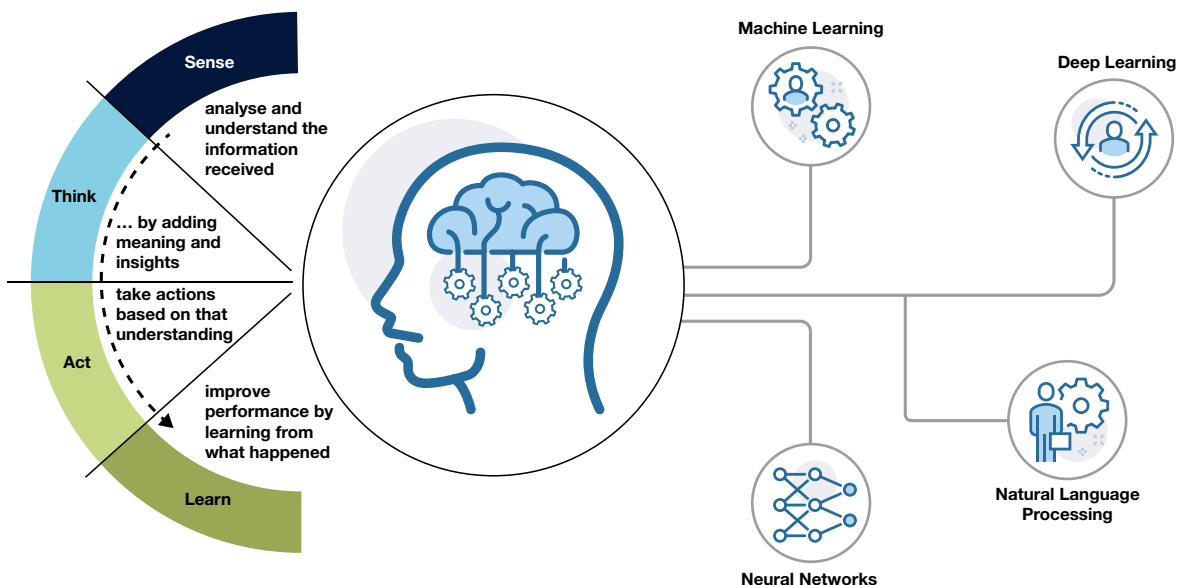 Sense
analyse and
understand the
information
received
Think
… by adding
meaning and
insights
take actions
based on that
understanding
Act
improve
performance by
learning from
what happened
Learn
Machine Learning
Deep Learning
Natural Language
Processing
Neural Networks